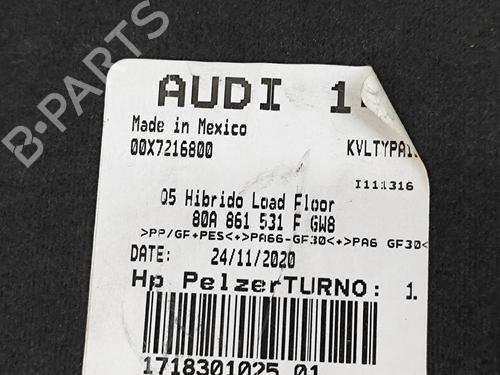 B-PARTS
AUDI
Made in Mexico
00X7216800
I111316
Q5 Hibrido Load Floor
80A 861 531 F GW8
>PP/GF+PES<+>PA66-GF30<+>PA6 GF30<
DATE: 24/11/2020
Hp PelzerTURNO: 1
1718301025 01